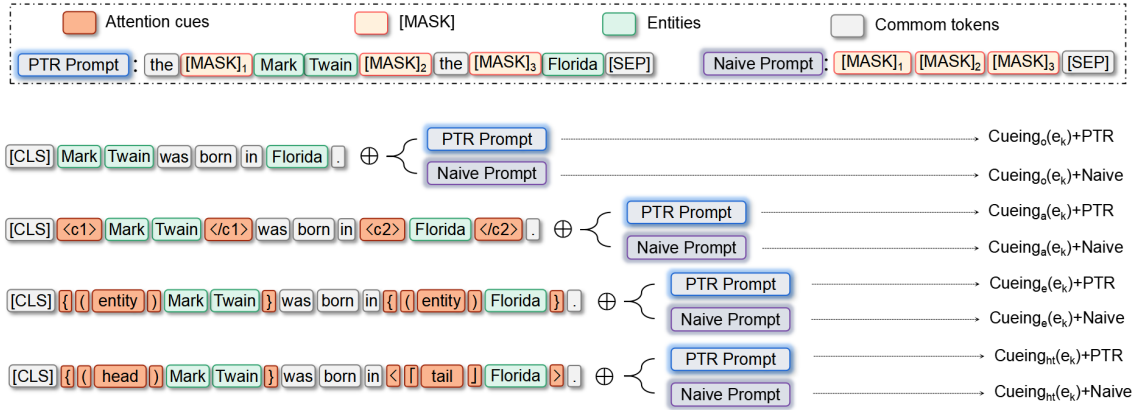 Attention cues [MASK] Entities Commom tokens
PTR Prompt : the [MASK]1 Mark Twain [MASK]2 the [MASK]3 Florida [SEP] Naive Prompt : [MASK]1 [MASK]2 [MASK]3 [SEP]
PTR Prompt Cueingo(ek)+PTR
[CLS] Mark Twain was born in Florida . ⊕
Naive Prompt Cueingo(ek)+Naive
PTR Prompt Cueinga(ek)+PTR
[CLS] <c1> Mark Twain </c1> was born in <c2> Florida </c2> . ⊕
Naive Prompt Cueinga(ek)+Naive
PTR Prompt Cueinge(ek)+PTR
[CLS] { ( entity ) Mark Twain } was born in { ( entity ) Florida } . ⊕
Naive Prompt Cueinge(ek)+Naive
PTR Prompt Cueinght(ek)+PTR
[CLS] { ( head ) Mark Twain } was born in < ⌈ tail ⌋ Florida > . ⊕
Naive Prompt Cueinght(ek)+Naive